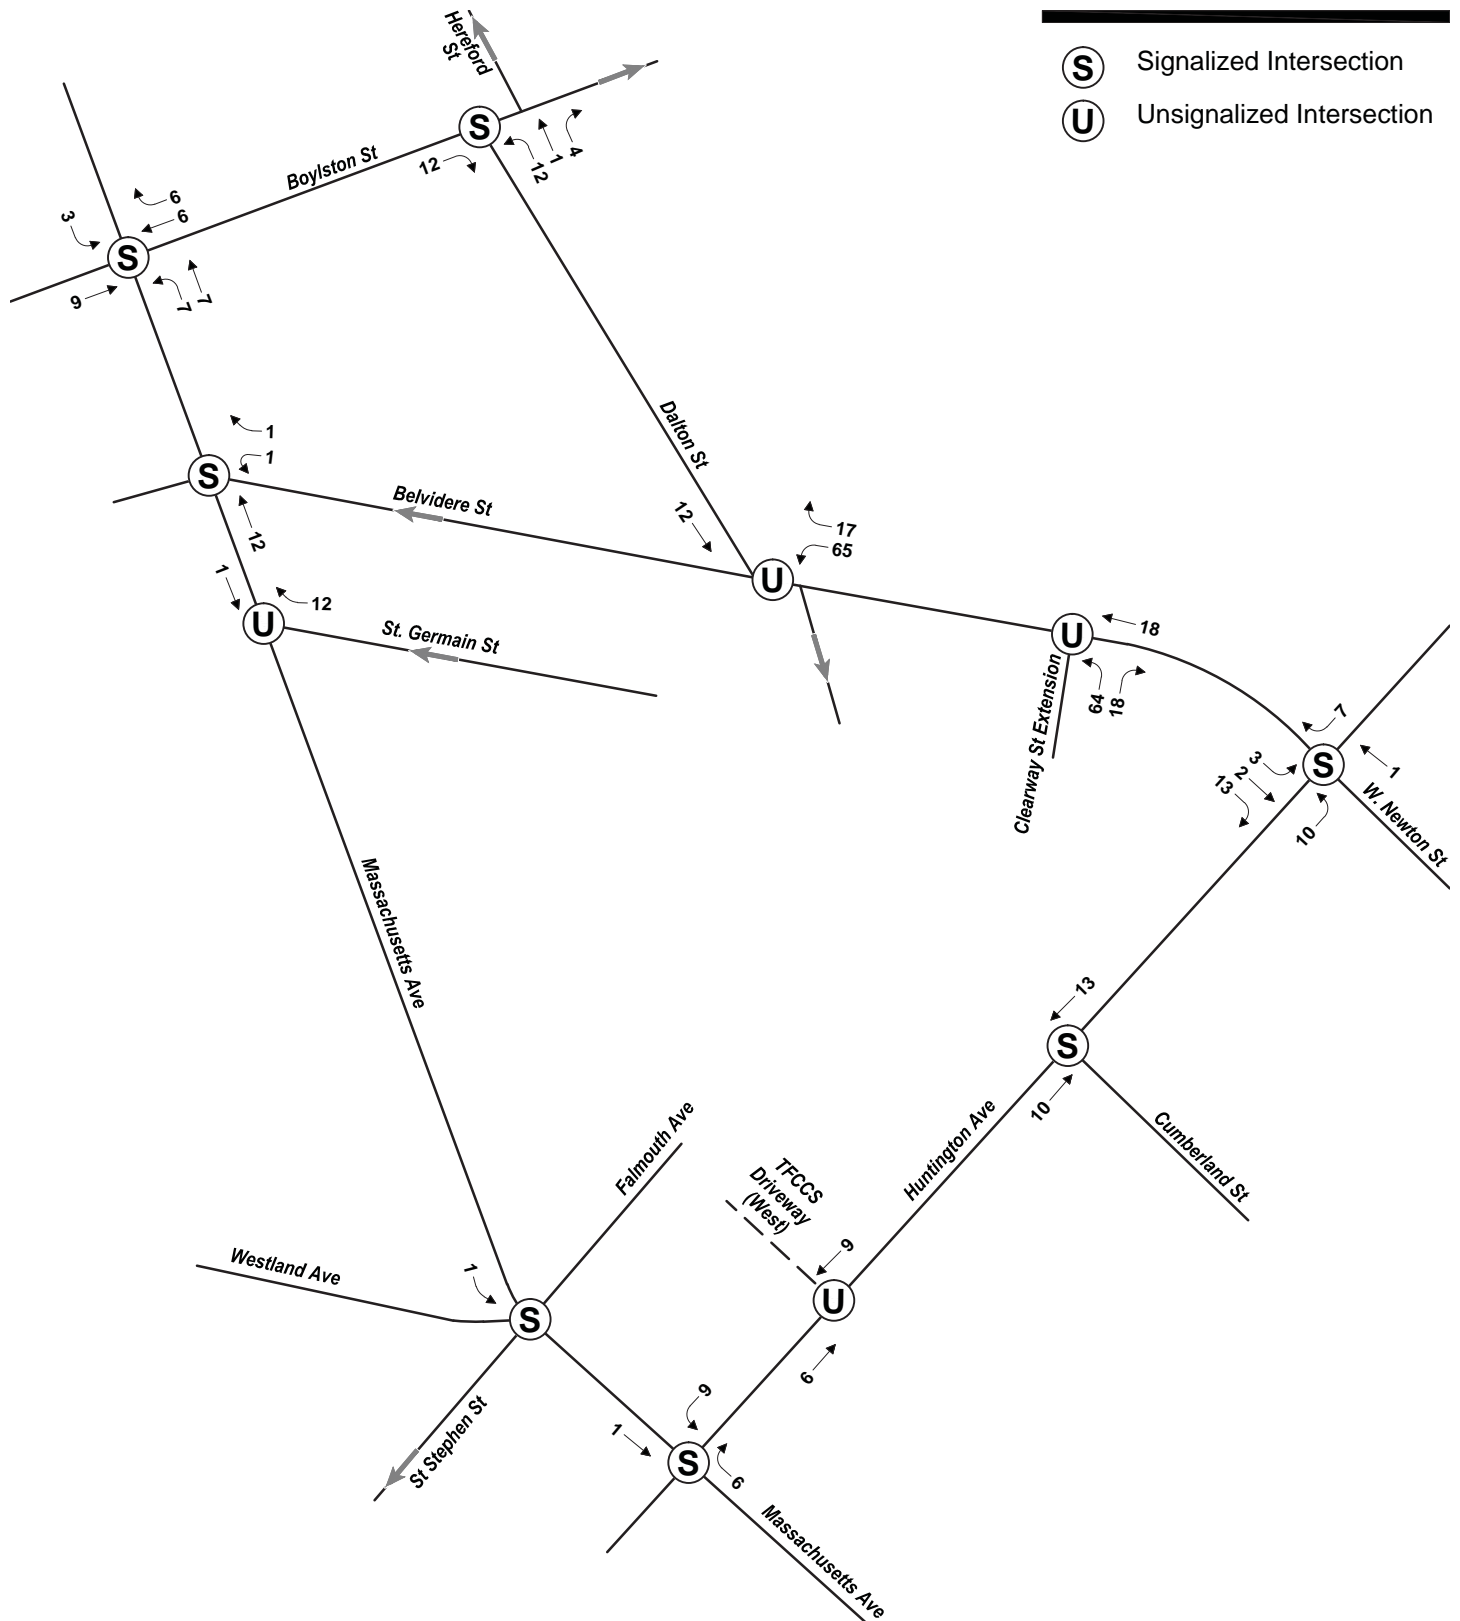 S Signalized Intersection
U Unsignalized Intersection
Hereford
St
S
12
12
1
4
Boylston St
6
6
3
S
9
7
7
Dalton St
1
1
S
Belvidere St
12
12
17
65
U
1
12
U
St. Germain St
18
U
64
18
Clearway St Extension
7
1
3
2
13
S
10
W. Newton St
Massachusetts Ave
13
S
10
Cumberland St
Huntington Ave
Falmouth Ave
TFCCS
Driveway
(West)
9
U
6
Westland Ave
1
S
St Stephen St
9
1
S
6
Massachusetts Ave